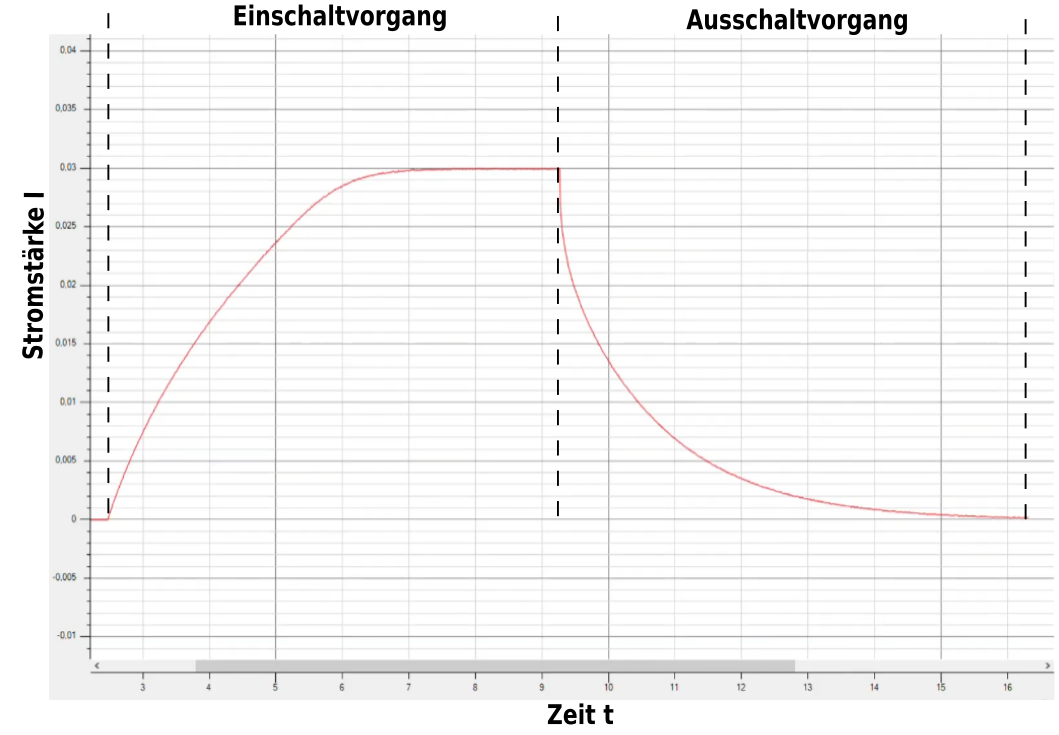 Einschaltvorgang
Ausschaltvorgang
0.04
0,035
0.03
0,025
0.02
0,015
0.01
0,005
0
-0,005
-0.01
Stromstärke I
3 4 5 6 7 8 9 10 11 12 13 14 15 16
Zeit t